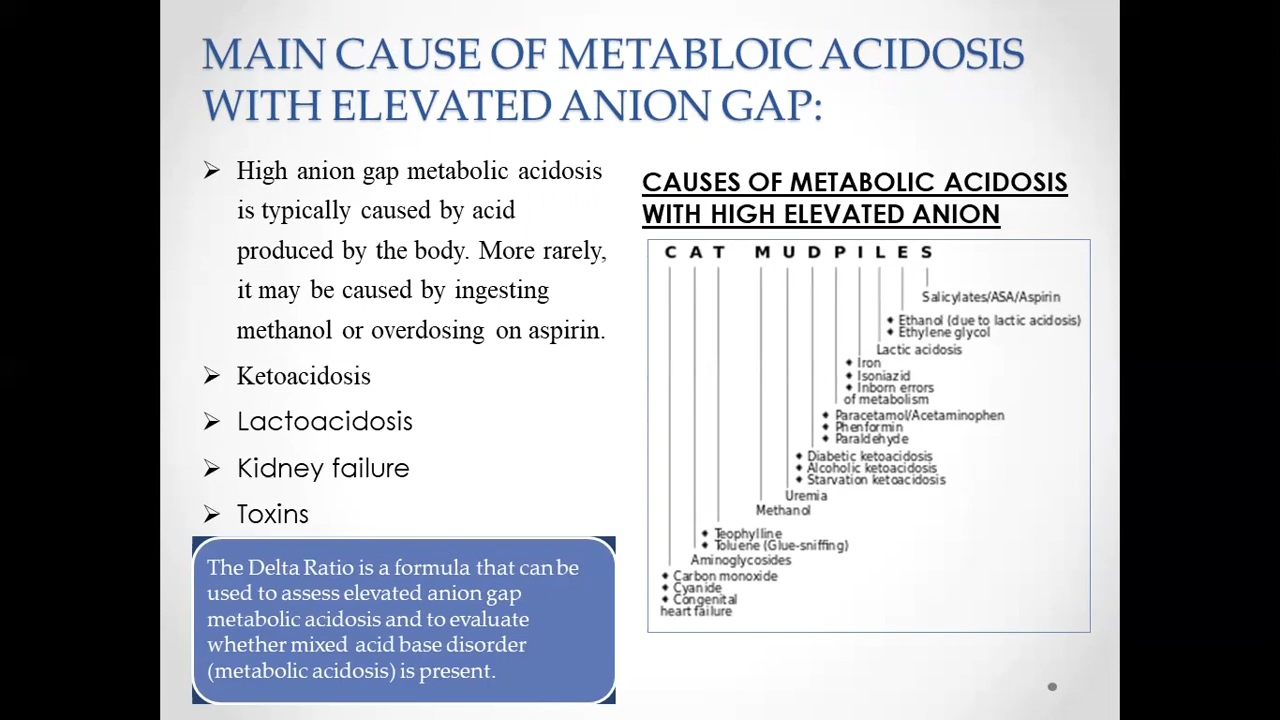 MAIN CAUSE OF METABLOIC ACIDOSIS
WITH ELEVATED ANION GAP:
➢ High anion gap metabolic acidosis
is typically caused by acid
produced by the body. More rarely,
it may be caused by ingesting
methanol or overdosing on aspirin.
➢ Ketoacidosis
➢ Lactoacidosis
➢ Kidney failure
➢ Toxins
The Delta Ratio is a formula that can be
used to assess elevated anion gap
metabolic acidosis and to evaluate
whether mixed acid base disorder
(metabolic acidosis) is present.
CAUSES OF METABOLIC ACIDOSIS
WITH HIGH ELEVATED ANION
C A T M U D P I L E S
Salicylates/ASA/Aspirin
◆ Ethanol (due to lactic acidosis)
◆ Ethylene glycol
Lactic acidosis
◆ Iron
◆ Isoniazid
◆ Inborn errors
of metabolism
◆ Paracetamol/Acetaminophen
◆ Phenformin
◆ Paraldehyde
◆ Diabetic ketoacidosis
◆ Alcoholic ketoacidosis
◆ Starvation ketoacidosis
Uremia
Methanol
◆ Teophylline
◆ Toluene (Glue-sniffing)
Aminoglycosides
◆ Carbon monoxide
◆ Cyanide
◆ Congenital
heart failure